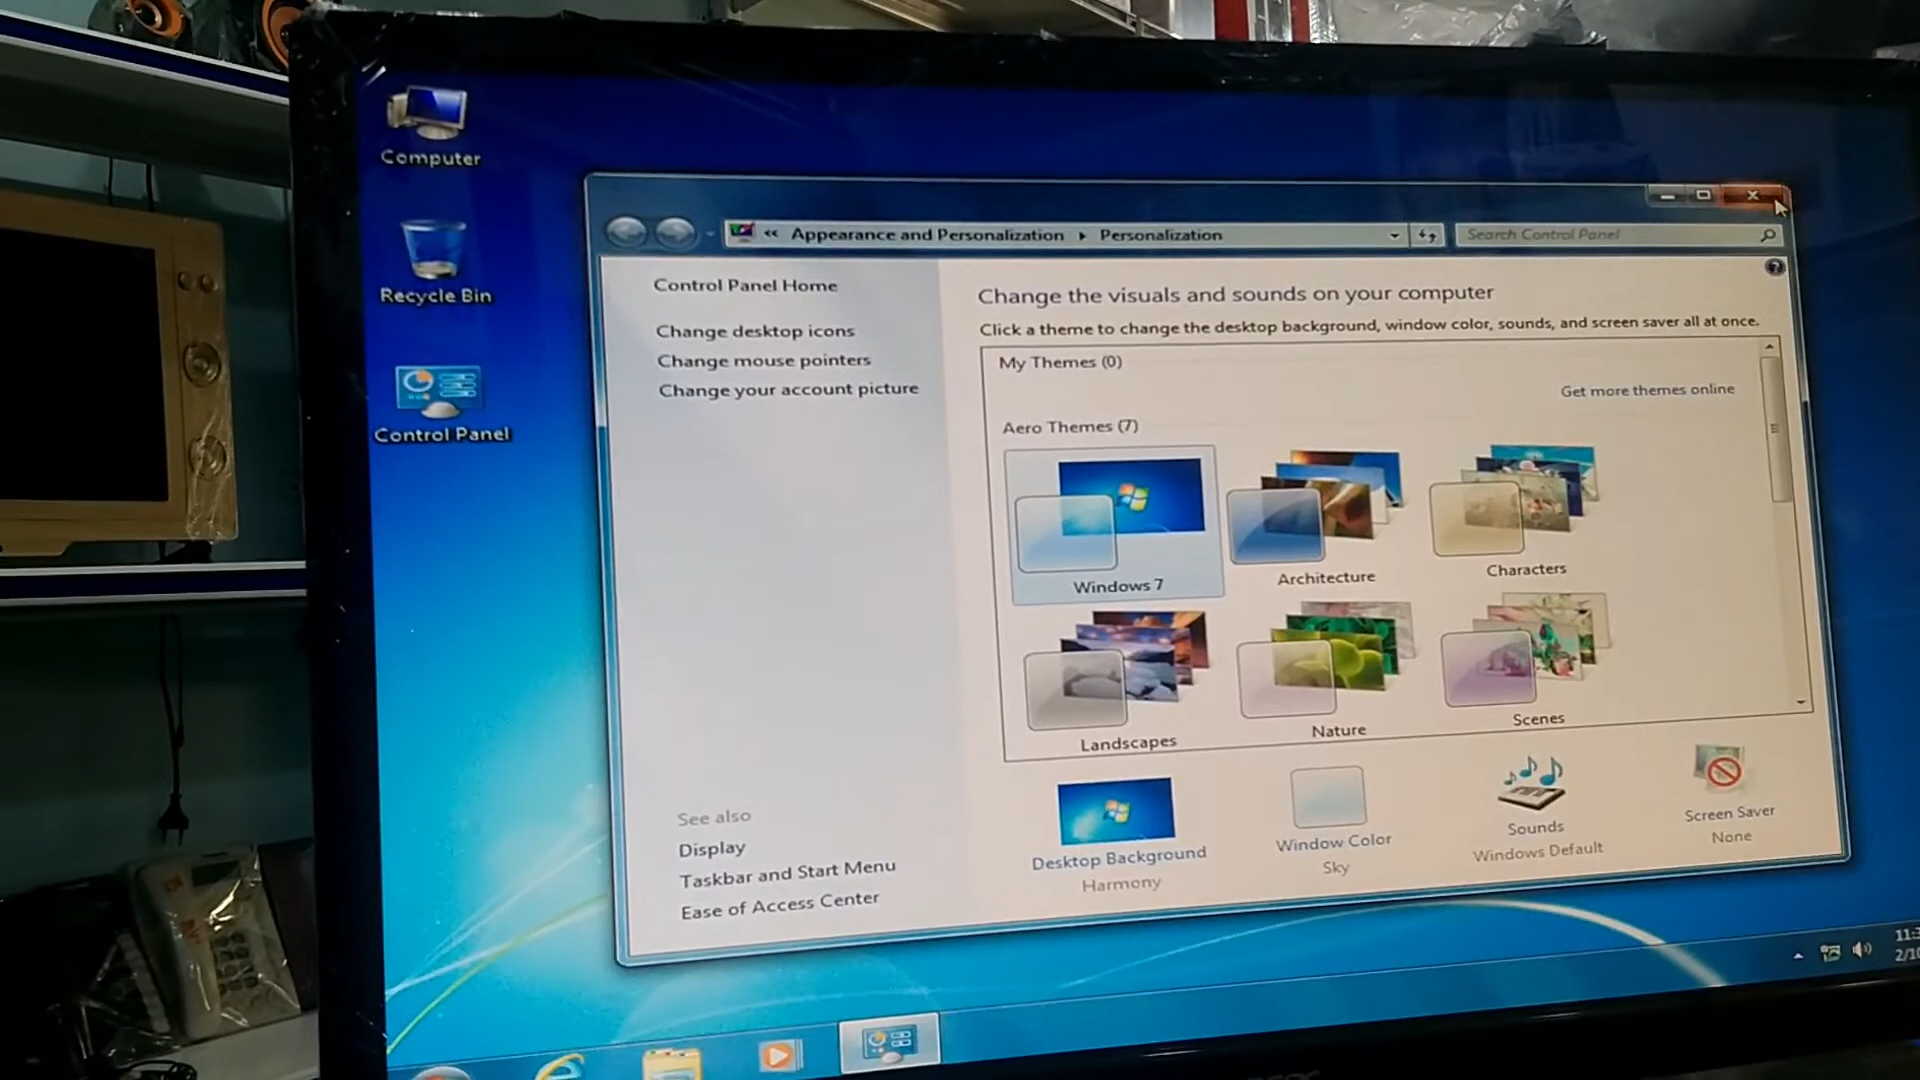 Computer
Recycle Bin
Control Panel
« Appearance and Personalization ▸ Personalization
Search Control Panel
Control Panel Home
Change desktop icons
Change mouse pointers
Change your account picture
See also
Display
Taskbar and Start Menu
Ease of Access Center
Change the visuals and sounds on your computer
Click a theme to change the desktop background, window color, sounds, and screen saver all at once.
My Themes (0)
Get more themes online
Aero Themes (7)
Windows 7
Architecture
Characters
Landscapes
Nature
Scenes
Desktop Background
Harmony
Window Color
Sky
Sounds
Windows Default
Screen Saver
None